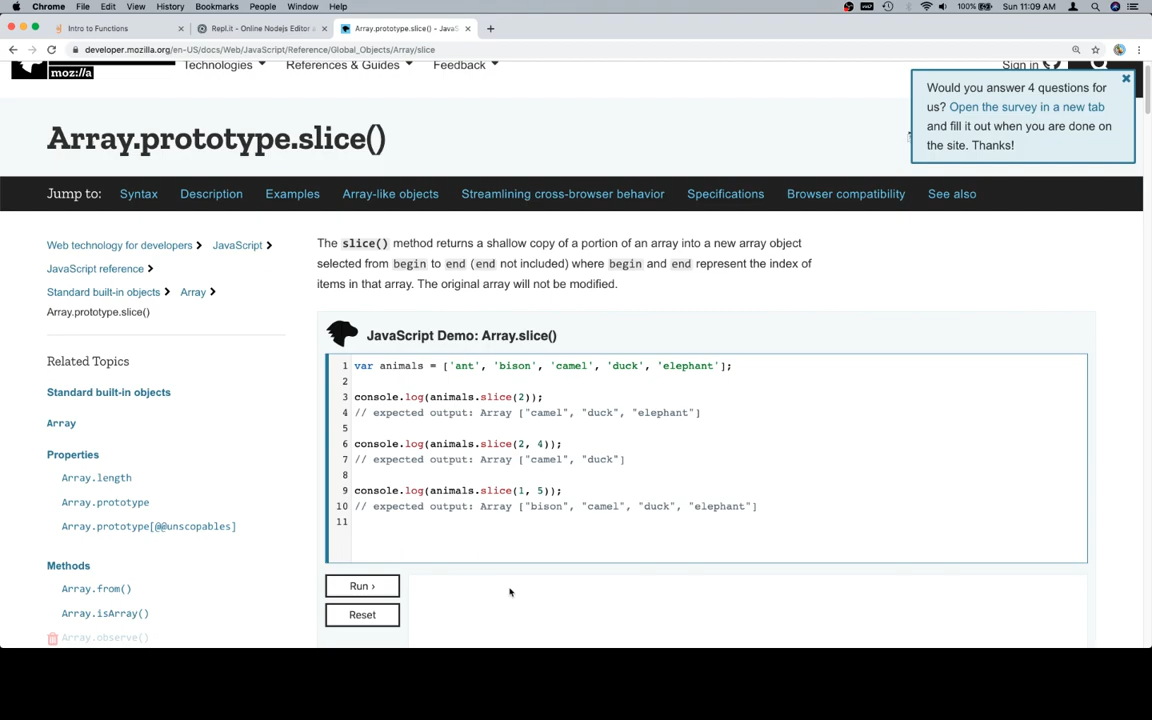 Chrome File Edit View History Bookmarks People Window Help 100% Sun 11:09 AM
Intro to Functions × Repl.it - Online Nodejs Editor × Array.prototype.slice() - JavaS × +
developer.mozilla.org/en-US/docs/Web/JavaScript/Reference/Global_Objects/Array/slice
moz://a Technologies References & Guides Feedback Sign in
Would you answer 4 questions for
us? Open the survey in a new tab
and fill it out when you are done on
the site. Thanks!
Array.prototype.slice()
Jump to: Syntax Description Examples Array-like objects Streamlining cross-browser behavior Specifications Browser compatibility See also
Web technology for developers JavaScript
JavaScript reference
Standard built-in objects Array
Array.prototype.slice()
Related Topics
Standard built-in objects
Array
Properties
Array.length
Array.prototype
Array.prototype[@@unscopables]
Methods
Array.from()
Array.isArray()
Array.observe()
The slice() method returns a shallow copy of a portion of an array into a new array object
selected from begin to end (end not included) where begin and end represent the index of
items in that array. The original array will not be modified.
JavaScript Demo: Array.slice()
1 var animals = ['ant', 'bison', 'camel', 'duck', 'elephant'];
2
3 console.log(animals.slice(2));
4 // expected output: Array ["camel", "duck", "elephant"]
5
6 console.log(animals.slice(2, 4));
7 // expected output: Array ["camel", "duck"]
8
9 console.log(animals.slice(1, 5));
10 // expected output: Array ["bison", "camel", "duck", "elephant"]
11
Run ›
Reset